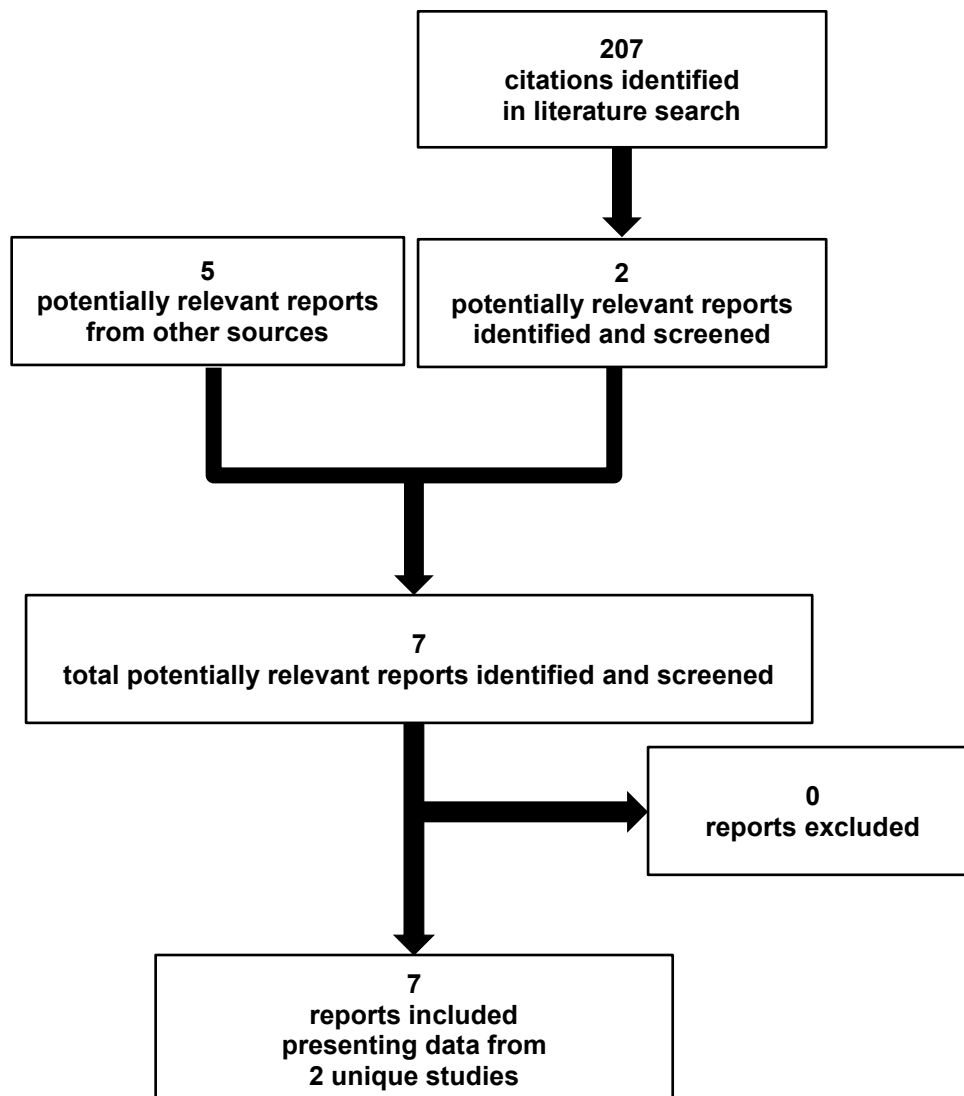 207
citations identified
in literature search
5
potentially relevant reports
from other sources
2
potentially relevant reports
identified and screened
7
total potentially relevant reports identified and screened
0
reports excluded
7
reports included
presenting data from
2 unique studies